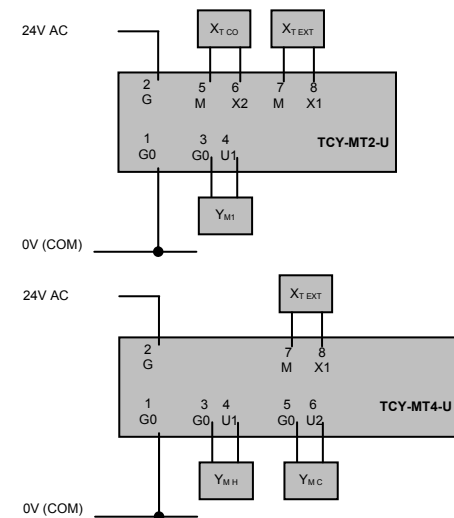 24V AC
XT CO XT EXT
2 5 6 7 8
G M X2 M X1
TCY-MT2-U
1 3 4
G0 G0 U1
YM1
0V (COM)
24V AC
XT EXT
2 7 8
G M X1
TCY-MT4-U
1 3 4 5 6
G0 G0 U1 G0 U2
YM H YM C
0V (COM)